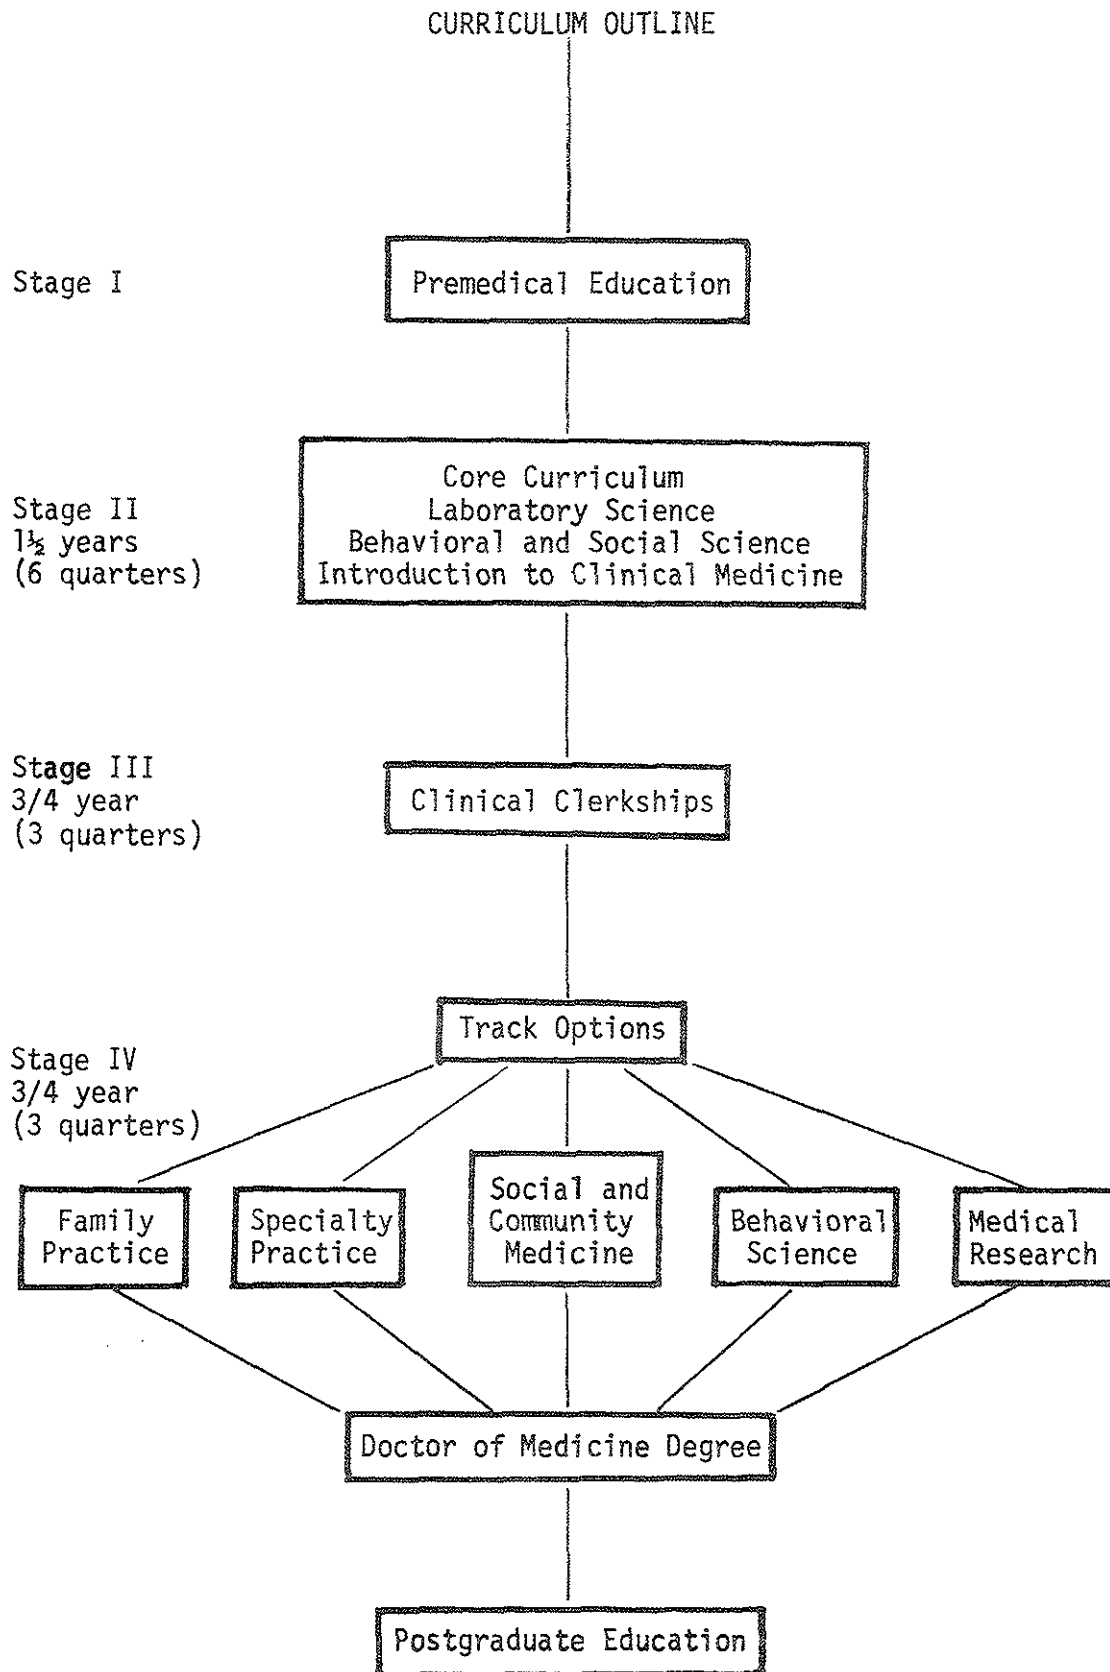 CURRICULUM OUTLINE
Stage I
Premedical Education
Stage II
1½ years
(6 quarters)
Core Curriculum
Laboratory Science
Behavioral and Social Science
Introduction to Clinical Medicine
Stage III
3/4 year
(3 quarters)
Clinical Clerkships
Track Options
Stage IV
3/4 year
(3 quarters)
Family
Practice
Specialty
Practice
Social and
Community
Medicine
Behavioral
Science
Medical
Research
Doctor of Medicine Degree
Postgraduate Education